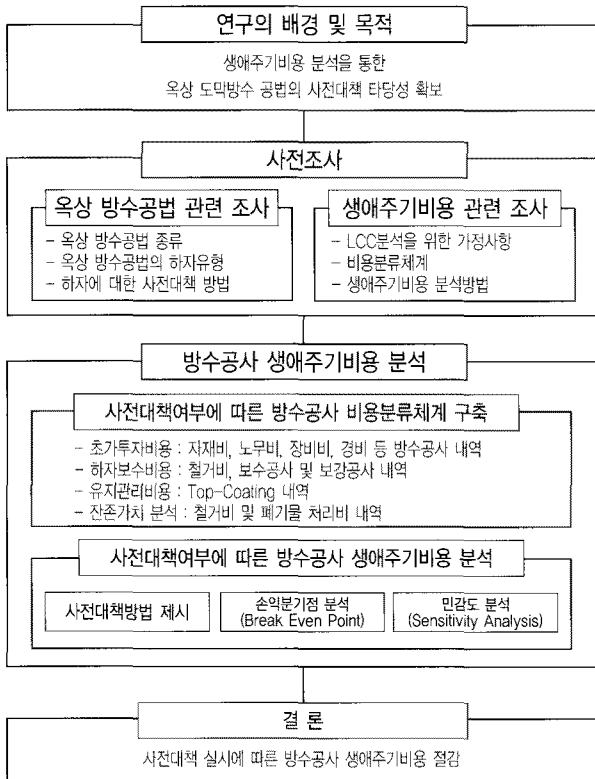 연구의 배경 및 목적
생애주기비용 분석을 통한
옥상 도막방수 공법의 사전대책 타당성 확보
사전조사
옥상 방수공법 관련 조사
- 옥상 방수공법 종류
- 옥상 방수공법의 하자유형
- 하자에 대한 사전대책 방법
생애주기비용 관련 조사
- LCC분석을 위한 가정사항
- 비용분류체계
- 생애주기비용 분석방법
방수공사 생애주기비용 분석
사전대책여부에 따른 방수공사 비용분류체계 구축
- 초기투자비용 : 자재비, 노무비, 장비비, 경비 등 방수공사 내역
- 하자보수비용 : 철거비, 보수공사 및 보강공사 내역
- 유지관리비용 : Top-Coating 내역
- 잔존가치 분석 : 철거비 및 폐기물 처리비 내역
사전대책여부에 따른 방수공사 생애주기비용 분석
사전대책방법 제시
손익분기점 분석
(Break Even Point)
민감도 분석
(Sensitivity Analysis)
결 론
사전대책 실시에 따른 방수공사 생애주기비용 절감